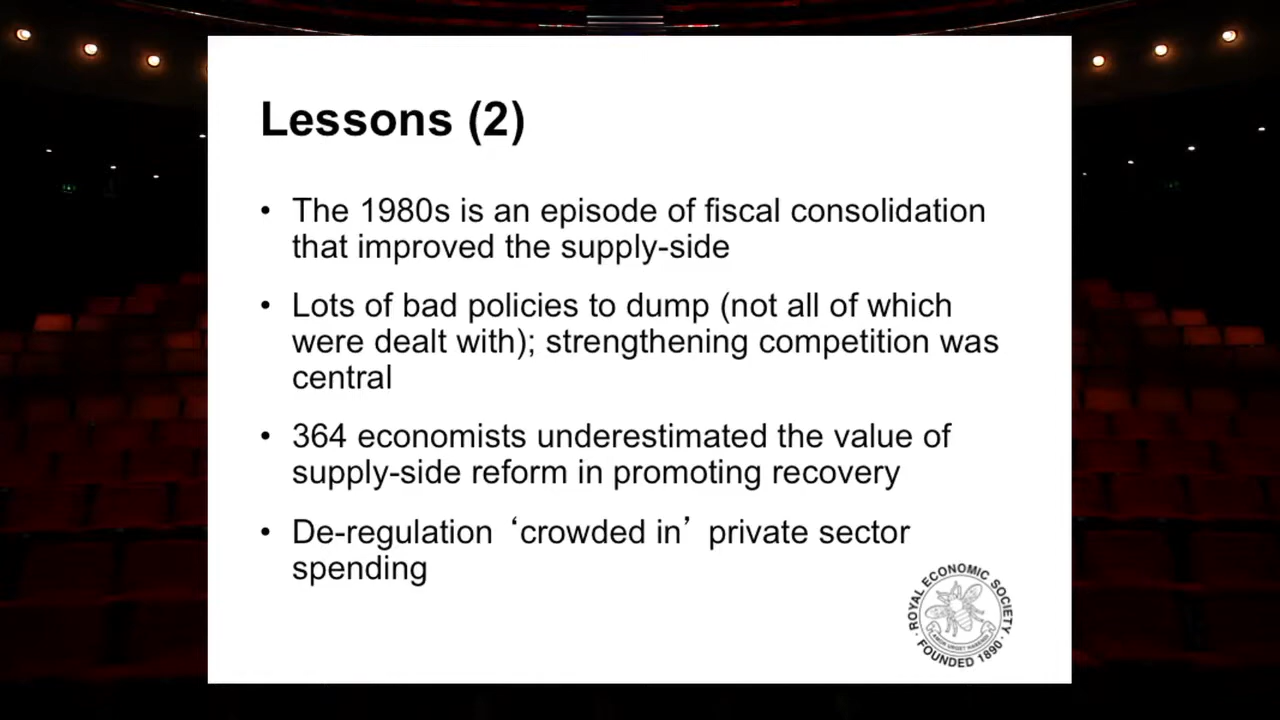 Lessons (2)
• The 1980s is an episode of fiscal consolidation
that improved the supply-side
• Lots of bad policies to dump (not all of which
were dealt with); strengthening competition was
central
• 364 economists underestimated the value of
supply-side reform in promoting recovery
• De-regulation ‘crowded in’ private sector
spending
ROYAL ECONOMIC SOCIETY
· FOUNDED 1890 ·